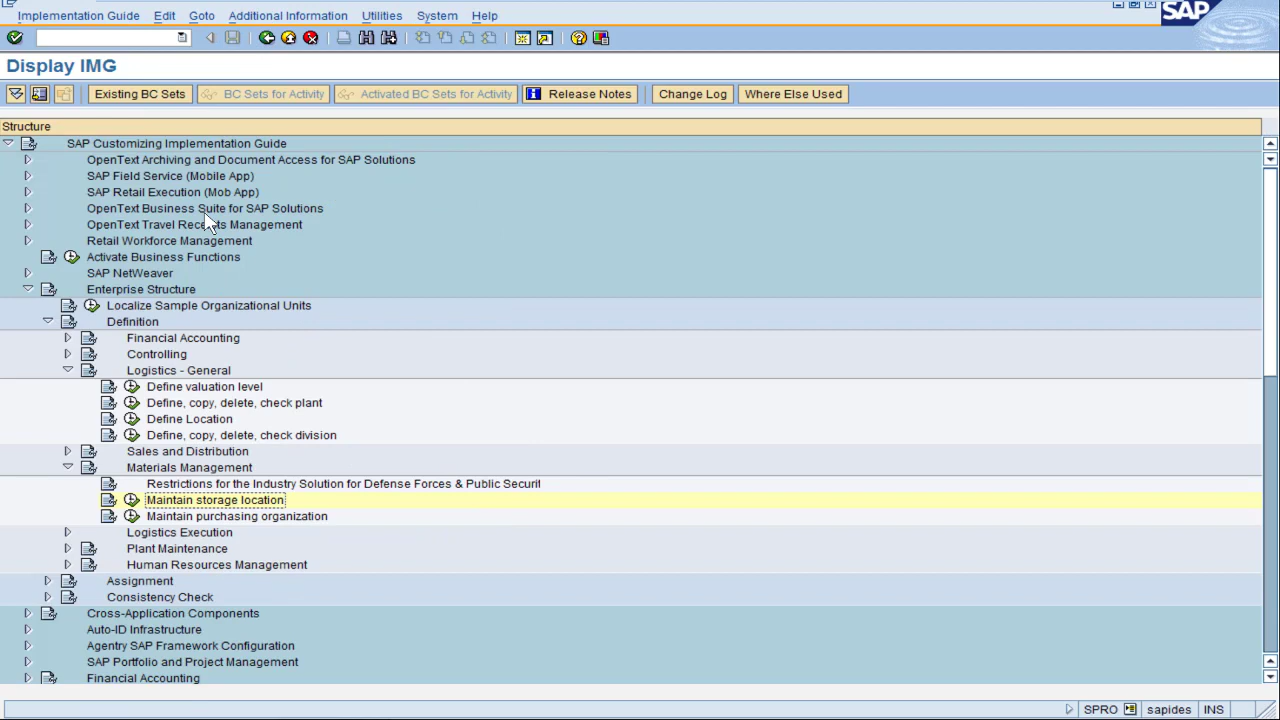 Implementation Guide Edit Goto Additional Information Utilities System Help
SAP
Display IMG
Existing BC Sets BC Sets for Activity Activated BC Sets for Activity Release Notes Change Log Where Else Used
Structure
SAP Customizing Implementation Guide
OpenText Archiving and Document Access for SAP Solutions
SAP Field Service (Mobile App)
SAP Retail Execution (Mob App)
OpenText Business Suite for SAP Solutions
OpenText Travel Receipts Management
Retail Workforce Management
Activate Business Functions
SAP NetWeaver
Enterprise Structure
Localize Sample Organizational Units
Definition
Financial Accounting
Controlling
Logistics - General
Define valuation level
Define, copy, delete, check plant
Define Location
Define, copy, delete, check division
Sales and Distribution
Materials Management
Restrictions for the Industry Solution for Defense Forces & Public Securit
Maintain storage location
Maintain purchasing organization
Logistics Execution
Plant Maintenance
Human Resources Management
Assignment
Consistency Check
Cross-Application Components
Auto-ID Infrastructure
Agentry SAP Framework Configuration
SAP Portfolio and Project Management
Financial Accounting
SPRO sapides INS